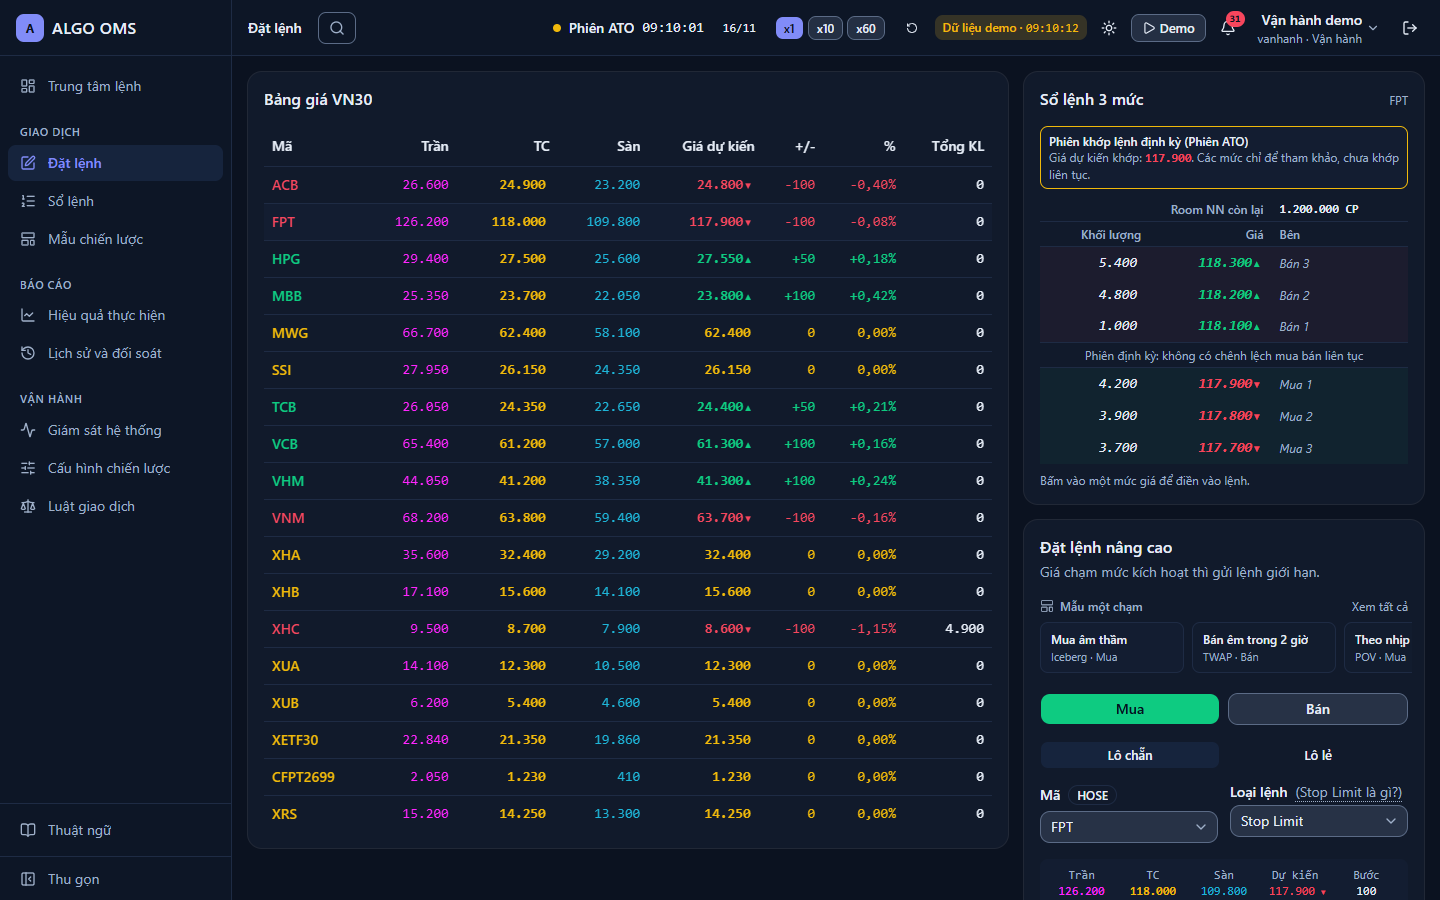 A ALGO OMS
Đặt lệnh
Phiên ATO 09:10:01 16/11 x1 x10 x60
Dữ liệu demo · 09:10:12
Demo
31
Vận hành demo
vanhanh · Vận hành
Trung tâm lệnh
GIAO DỊCH
Đặt lệnh
Sổ lệnh
Mẫu chiến lược
BÁO CÁO
Hiệu quả thực hiện
Lịch sử và đối soát
VẬN HÀNH
Giám sát hệ thống
Cấu hình chiến lược
Luật giao dịch
Thuật ngữ
Thu gọn
Bảng giá VN30
Mã Trần TC Sàn Giá dự kiến +/- % Tổng KL
ACB 26.600 24.900 23.200 24.800▼ -100 -0,40% 0
FPT 126.200 118.000 109.800 117.900▼ -100 -0,08% 0
HPG 29.400 27.500 25.600 27.550▲ +50 +0,18% 0
MBB 25.350 23.700 22.050 23.800▲ +100 +0,42% 0
MWG 66.700 62.400 58.100 62.400 0 0,00% 0
SSI 27.950 26.150 24.350 26.150 0 0,00% 0
TCB 26.050 24.350 22.650 24.400▲ +50 +0,21% 0
VCB 65.400 61.200 57.000 61.300▲ +100 +0,16% 0
VHM 44.050 41.200 38.350 41.300▲ +100 +0,24% 0
VNM 68.200 63.800 59.400 63.700▼ -100 -0,16% 0
XHA 35.600 32.400 29.200 32.400 0 0,00% 0
XHB 17.100 15.600 14.100 15.600 0 0,00% 0
XHC 9.500 8.700 7.900 8.600▼ -100 -1,15% 4.900
XUA 14.100 12.300 10.500 12.300 0 0,00% 0
XUB 6.200 5.400 4.600 5.400 0 0,00% 0
XETF30 22.840 21.350 19.860 21.350 0 0,00% 0
CFPT2699 2.050 1.230 410 1.230 0 0,00% 0
XRS 15.200 14.250 13.300 14.250 0 0,00% 0
Sổ lệnh 3 mức FPT
Phiên khớp lệnh định kỳ (Phiên ATO)
Giá dự kiến khớp: 117.900. Các mức chỉ để tham khảo, chưa khớp
liên tục.
Room NN còn lại 1.200.000 CP
Khối lượng Giá Bên
5.400 118.300▲ Bán 3
4.800 118.200▲ Bán 2
1.000 118.100▲ Bán 1
Phiên định kỳ: không có chênh lệch mua bán liên tục
4.200 117.900▼ Mua 1
3.900 117.800▼ Mua 2
3.700 117.700▼ Mua 3
Bấm vào một mức giá để điền vào lệnh.
Đặt lệnh nâng cao
Giá chạm mức kích hoạt thì gửi lệnh giới hạn.
Mẫu một chạm Xem tất cả
Mua âm thầm
Iceberg · Mua
Bán êm trong 2 giờ
TWAP · Bán
Theo nhịp
POV · Mua
Mua Bán
Lô chẵn Lô lẻ
Mã HOSE
FPT
Loại lệnh (Stop Limit là gì?)
Stop Limit
Trần TC Sàn Dự kiến Bước
126.200 118.000 109.800 117.900 ▼ 100